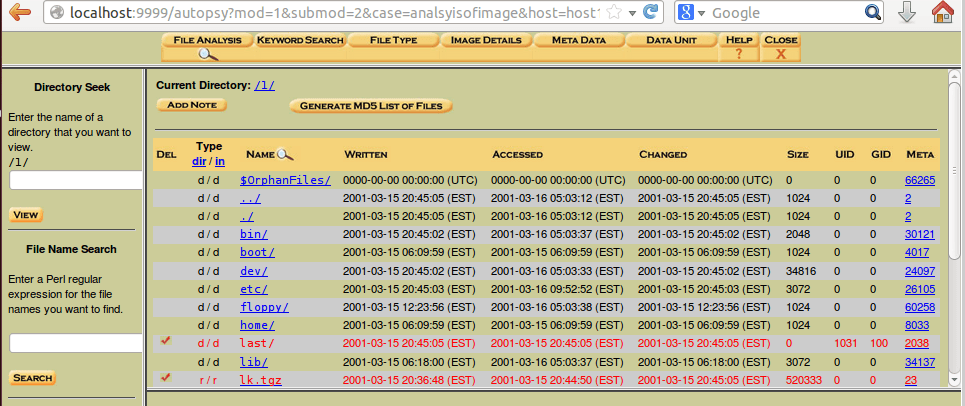 localhost:9999/autopsy?mod=1&submod=2&case=analsyisofimage&host=host1
Google
FILE ANALYSIS KEYWORD SEARCH FILE TYPE IMAGE DETAILS META DATA DATA UNIT HELP CLOSE
? X
Directory Seek
Enter the name of a
directory that you want to
view.
/1/
VIEW
File Name Search
Enter a Perl regular
expression for the file
names you want to find.
SEARCH
Current Directory: /1/
ADD NOTE GENERATE MD5 LIST OF FILES
DEL Type dir / in NAME WRITTEN ACCESSED CHANGED SIZE UID GID META
d / d $OrphanFiles/ 0000-00-00 00:00:00 (UTC) 0000-00-00 00:00:00 (UTC) 0000-00-00 00:00:00 (UTC) 0 0 0 66265
d / d ../ 2001-03-15 20:45:05 (EST) 2001-03-16 05:03:12 (EST) 2001-03-15 20:45:05 (EST) 1024 0 0 2
d / d ./ 2001-03-15 20:45:05 (EST) 2001-03-16 05:03:12 (EST) 2001-03-15 20:45:05 (EST) 1024 0 0 2
d / d bin/ 2001-03-15 20:45:02 (EST) 2001-03-16 05:03:37 (EST) 2001-03-15 20:45:02 (EST) 2048 0 0 30121
d / d boot/ 2001-03-15 06:09:59 (EST) 2001-03-16 05:03:37 (EST) 2001-03-15 06:09:59 (EST) 1024 0 0 4017
d / d dev/ 2001-03-15 20:45:02 (EST) 2001-03-16 05:03:33 (EST) 2001-03-15 20:45:02 (EST) 34816 0 0 24097
d / d etc/ 2001-03-15 20:45:03 (EST) 2001-03-16 09:52:52 (EST) 2001-03-15 20:45:03 (EST) 3072 0 0 26105
d / d floppy/ 2001-03-15 12:23:56 (EST) 2001-03-16 05:03:38 (EST) 2001-03-15 12:23:56 (EST) 1024 0 0 60258
d / d home/ 2001-03-15 06:09:59 (EST) 2001-03-15 06:09:59 (EST) 2001-03-15 06:09:59 (EST) 1024 0 0 8033
d / d last/ 2001-03-15 20:45:05 (EST) 2001-03-15 20:45:05 (EST) 2001-03-15 20:45:05 (EST) 0 1031 100 2038
d / d lib/ 2001-03-15 06:18:00 (EST) 2001-03-16 05:03:37 (EST) 2001-03-15 06:18:00 (EST) 3072 0 0 34137
r / r lk.tgz 2001-03-15 20:36:48 (EST) 2001-03-15 20:44:50 (EST) 2001-03-15 20:45:05 (EST) 520333 0 0 23